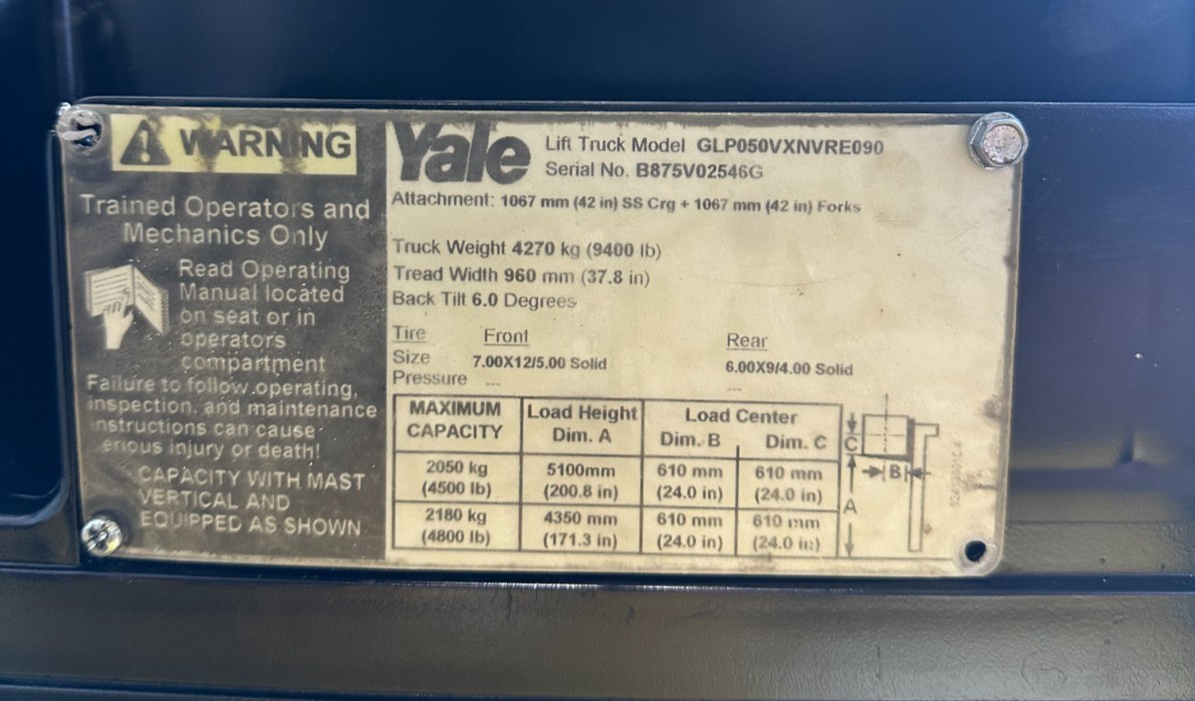 WARNING
Trained Operators and
Mechanics Only
Read Operating
Manual located
on seat or in
operators
compartment
Failure to follow operating,
inspection, and maintenance
nstructions can cause
erious injury or death!
CAPACITY WITH MAST
VERTICAL AND
EQUIPPED AS SHOWN
Yale
Lift Truck Model GLP050VXNVRE090
Serial No. B875V02546G
Attachment: 1067 mm (42 in) SS Crg + 1067 mm (42 in) Forks
Truck Weight 4270 kg (9400 lb)
Tread Width 960 mm (37.8 in)
Back Tilt 6.0 Degrees
Tire Front Rear
Size 7.00X12/5.00 Solid 6.00X9/4.00 Solid
Pressure --- ---
MAXIMUM CAPACITY Load Height Dim. A Load Center Dim. B Dim. C
2050 kg 5100mm 610 mm 610 mm
(4500 lb) (200.8 in) (24.0 in) (24.0 in)
2180 kg 4350 mm 610 mm 610 mm
(4800 lb) (171.3 in) (24.0 in) (24.0 in)
C
B
A